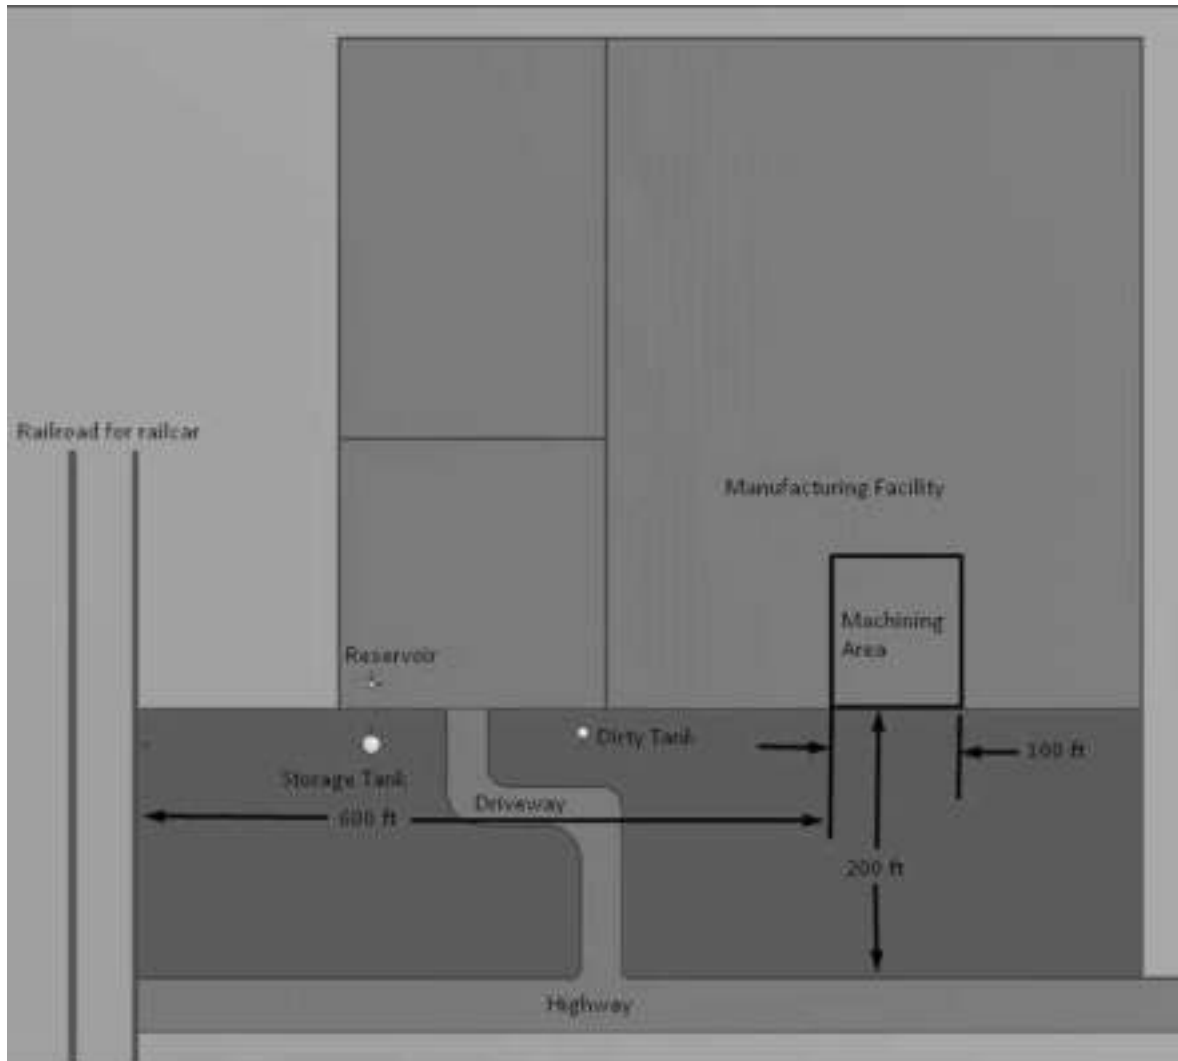 Railroad for railcar
Manufacturing Facility
Machining
Area
Reservoir
Dirty Tank
100 ft
Storage Tank
Driveway
600 ft
200 ft
Highway